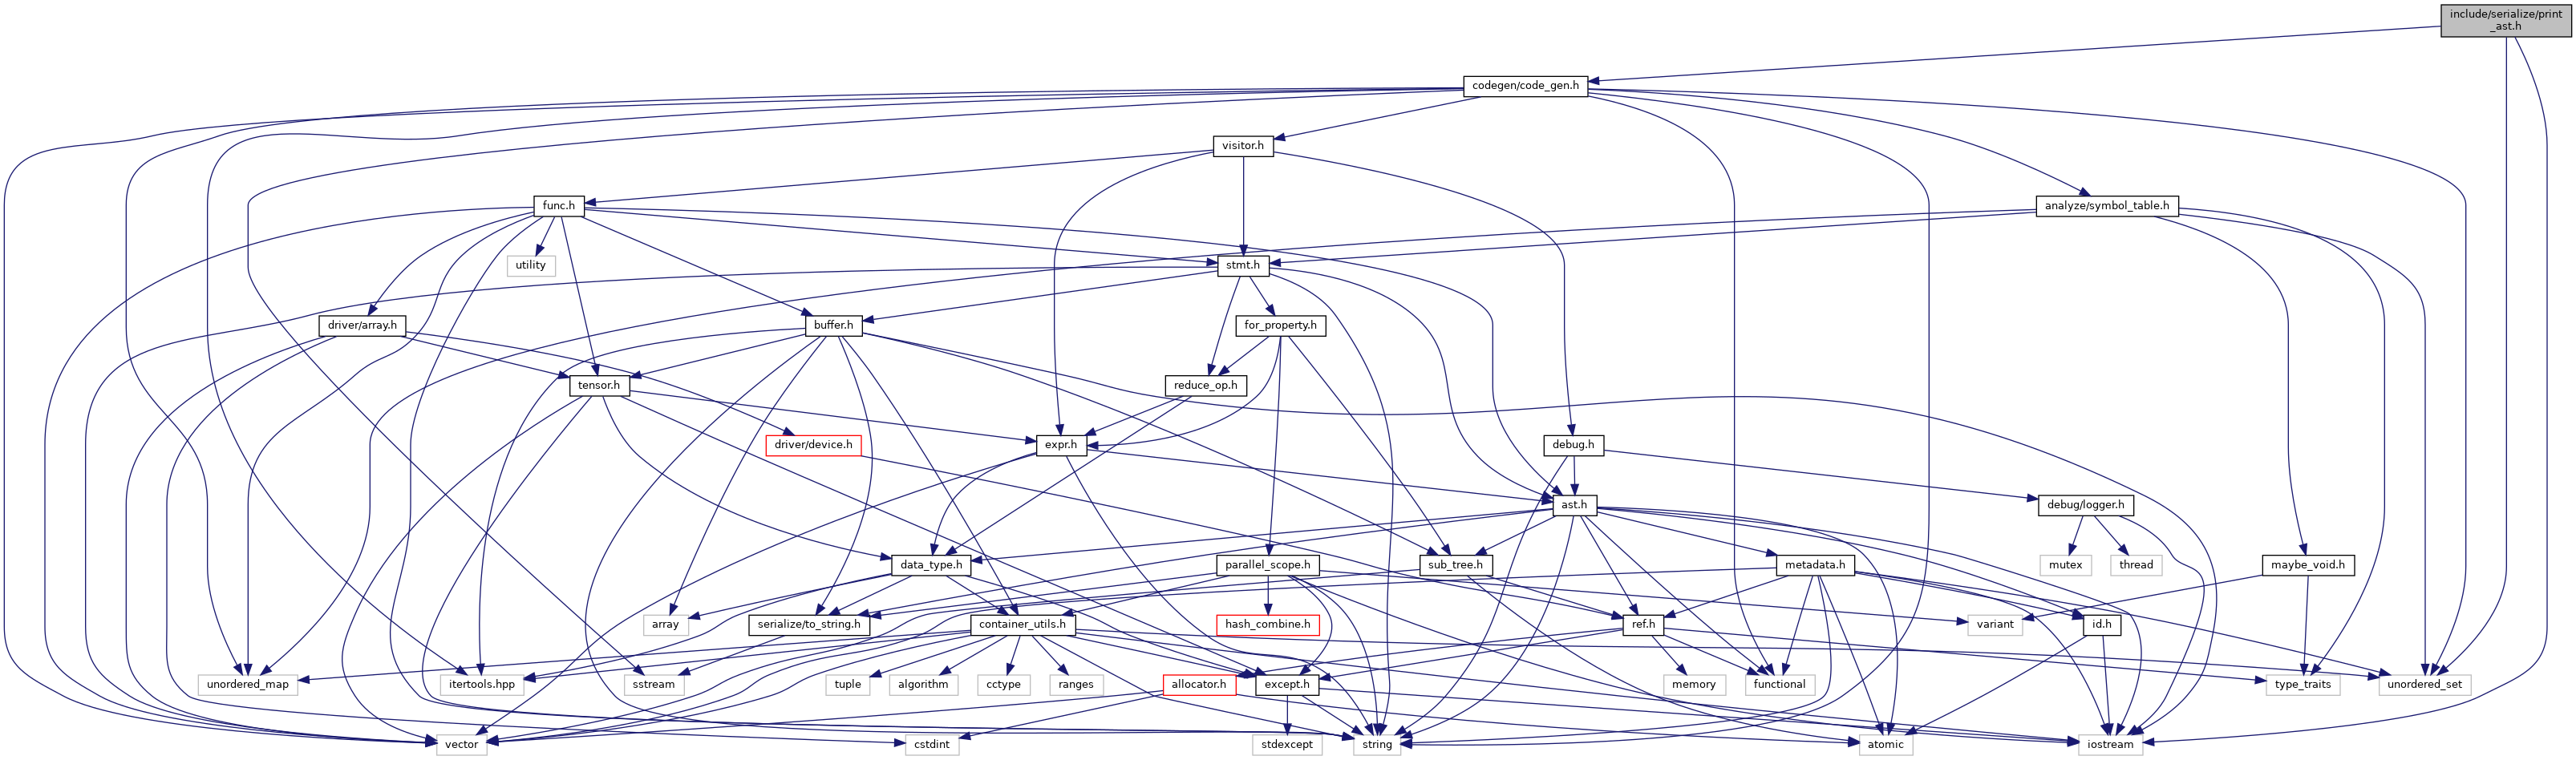 include/serialize/print
_ast.h
codegen/code_gen.h
visitor.h
func.h
analyze/symbol_table.h
utility
stmt.h
driver/array.h
buffer.h
for_property.h
tensor.h
reduce_op.h
driver/device.h
expr.h
debug.h
ast.h
debug/logger.h
data_type.h
parallel_scope.h
sub_tree.h
metadata.h
mutex
thread
maybe_void.h
array
serialize/to_string.h
container_utils.h
hash_combine.h
ref.h
variant
id.h
unordered_map
itertools.hpp
sstream
tuple
algorithm
cctype
ranges
allocator.h
except.h
memory
functional
type_traits
unordered_set
vector
cstdint
stdexcept
string
atomic
iostream